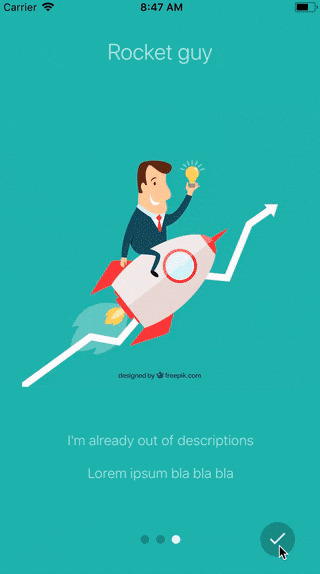 Carrier 8:47 AM
Rocket guy
designed by freepik.com
I'm already out of descriptions
Lorem ipsum bla bla bla